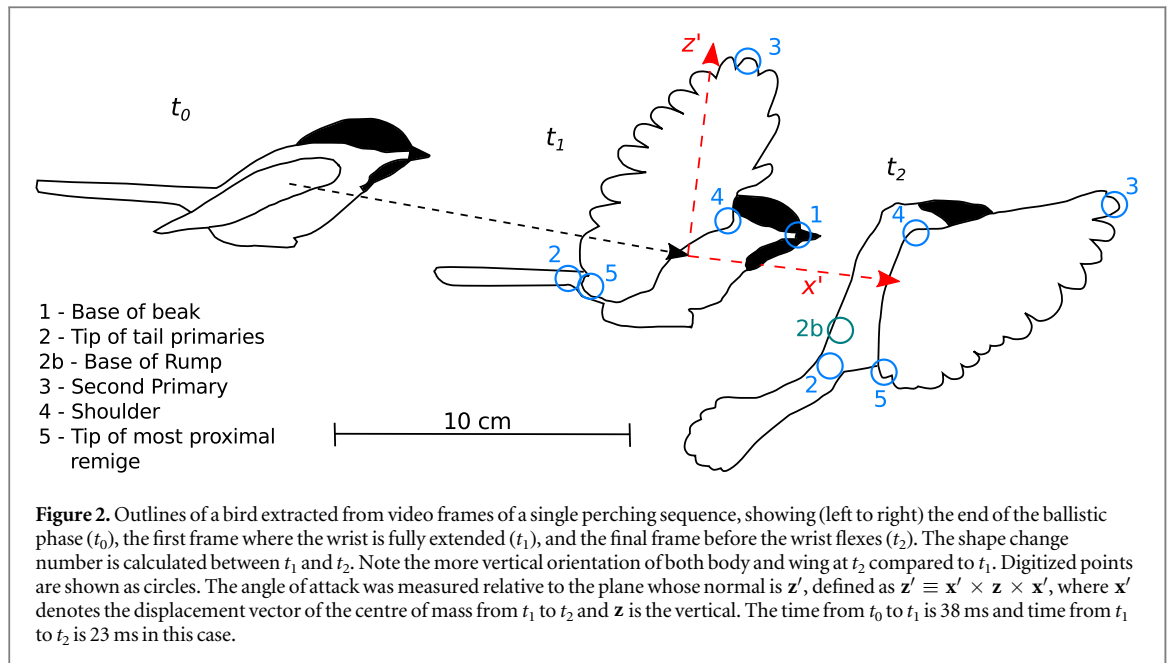 t0
t1
t2
z'
3
4
1
2
5
x'
4
3
2b
2
5
1 - Base of beak
2 - Tip of tail primaries
2b - Base of Rump
3 - Second Primary
4 - Shoulder
5 - Tip of most proximal
remige
10 cm
Figure 2. Outlines of a bird extracted from video frames of a single perching sequence, showing (left to right) the end of the ballistic
phase (t0), the first frame where the wrist is fully extended (t1), and the final frame before the wrist flexes (t2). The shape change
number is calculated between t1 and t2. Note the more vertical orientation of both body and wing at t2 compared to t1. Digitized points
are shown as circles. The angle of attack was measured relative to the plane whose normal is z′, defined as z′ ≡ x′ × z × x′, where x′
denotes the displacement vector of the centre of mass from t1 to t2 and z is the vertical. The time from t0 to t1 is 38 ms and time from t1
to t2 is 23 ms in this case.